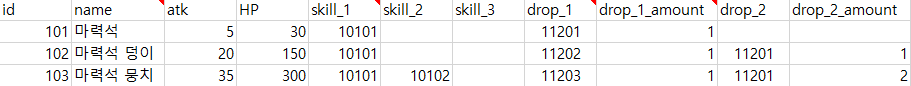 id name atk HP skill_1 skill_2 skill_3 drop_1 drop_1_amount drop_2 drop_2_amount
101 마력석 5 30 10101 11201 1
102 마력석 덩이 20 150 10101 11202 1 11201 1
103 마력석 뭉치 35 300 10101 10102 11203 1 11201 2